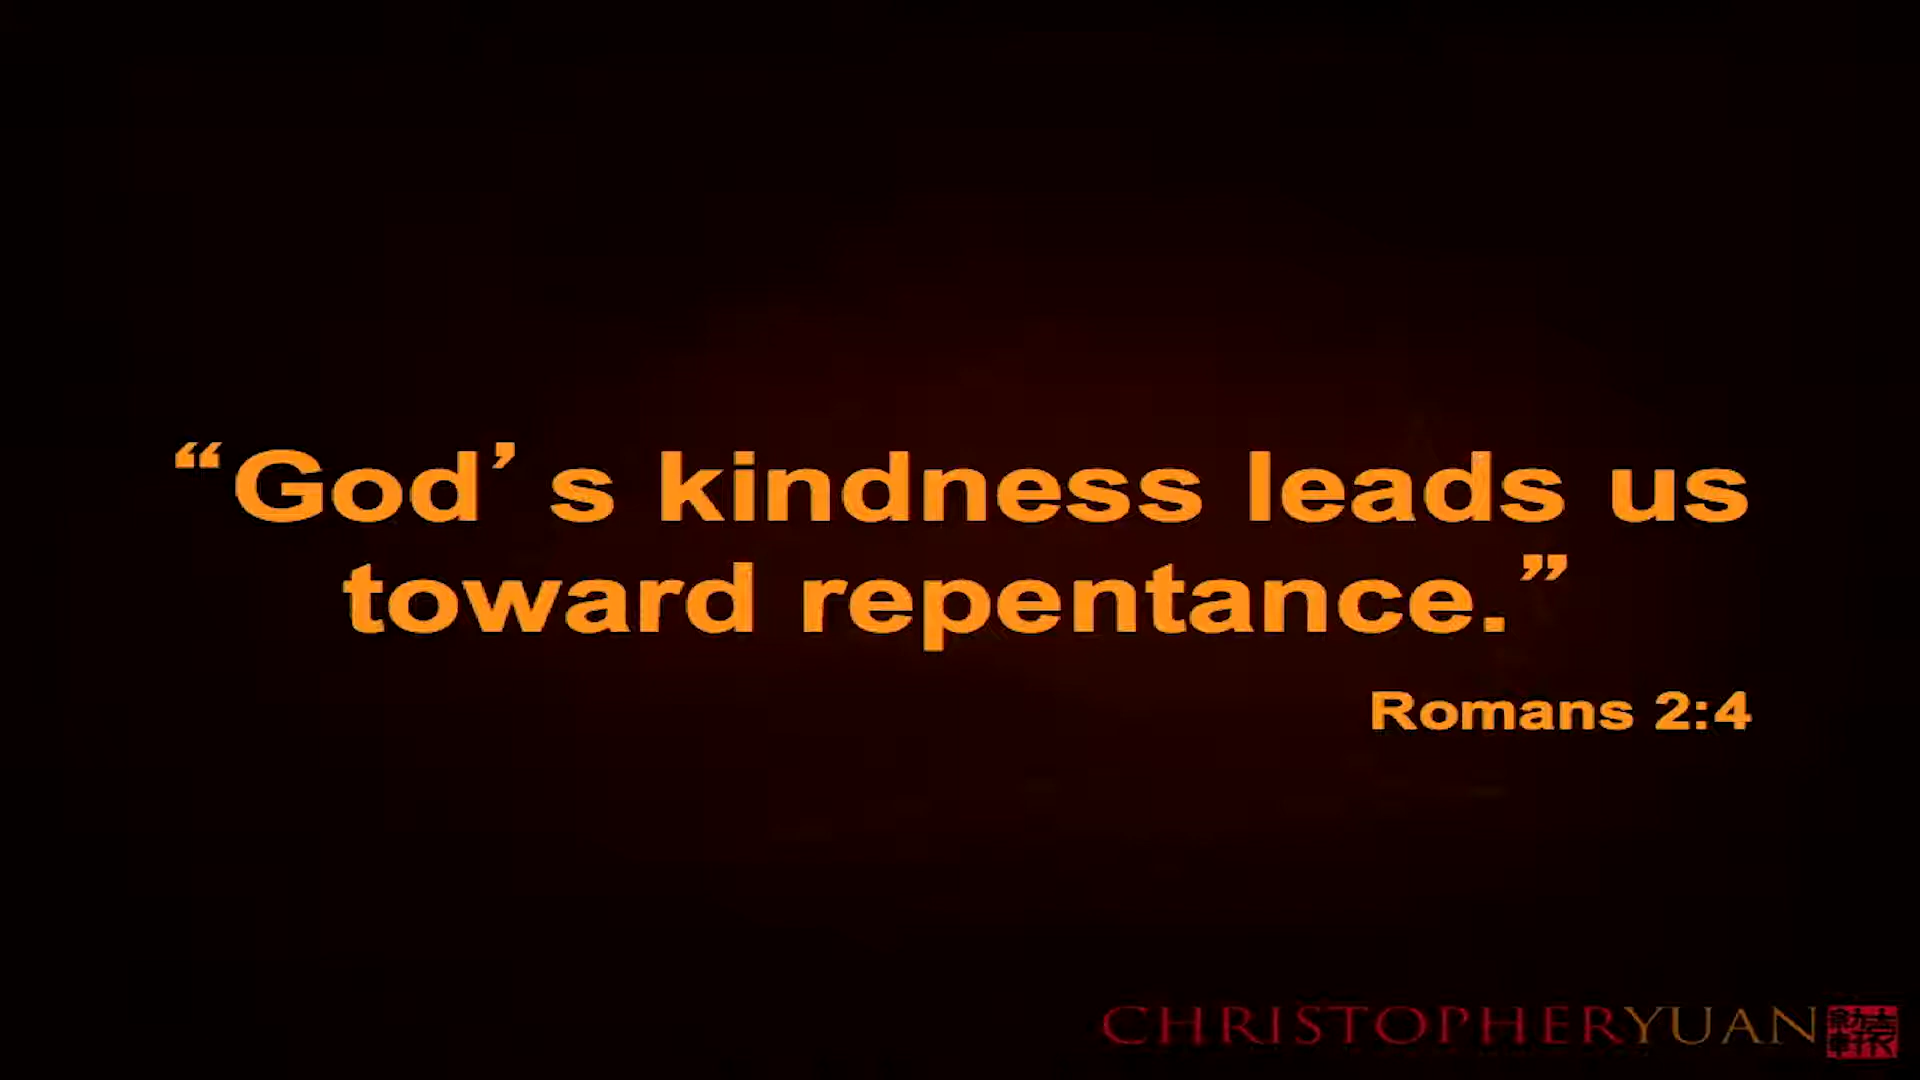 “God’s kindness leads us
toward repentance.”
Romans 2:4
CHRISTOPHERYUAN